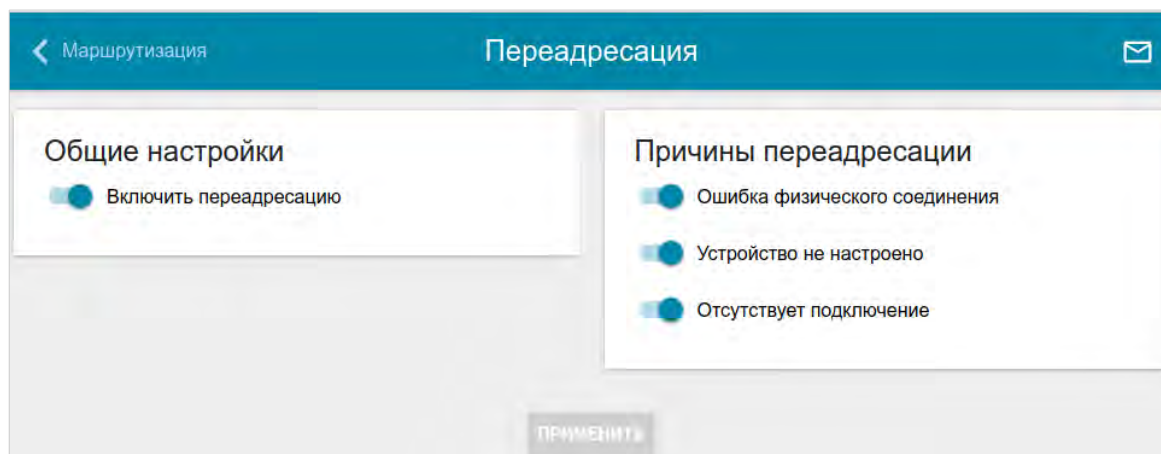 Маршрутизация
Переадресация
Общие настройки
Включить переадресацию
Причины переадресации
Ошибка физического соединения
Устройство не настроено
Отсутствует подключение
ПРИМЕНИТЬ